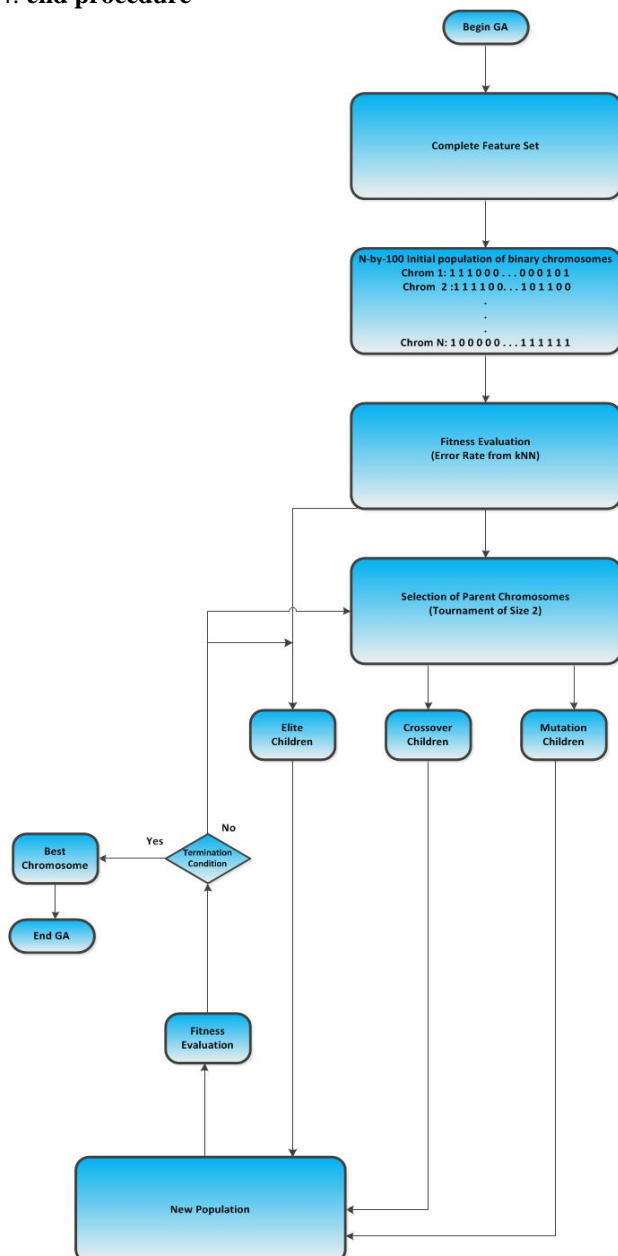 4. end procedure
Begin GA
Complete Feature Set
N-by-100 Initial population of binary chromosomes
Chrom 1: 1 1 1 0 0 0 . . . 0 0 0 1 0 1
Chrom 2 :1 1 1 1 0 0. . . 1 0 1 1 0 0
.
.
.
Chrom N: 1 0 0 0 0 0 . . . 1 1 1 1 1 1
Fitness Evaluation
(Error Rate from kNN)
Selection of Parent Chromosomes
(Tournament of Size 2)
Elite
Children
Crossover
Children
Mutation
Children
No
Yes
Termination
Condition
Best
Chromosome
End GA
Fitness
Evaluation
New Population